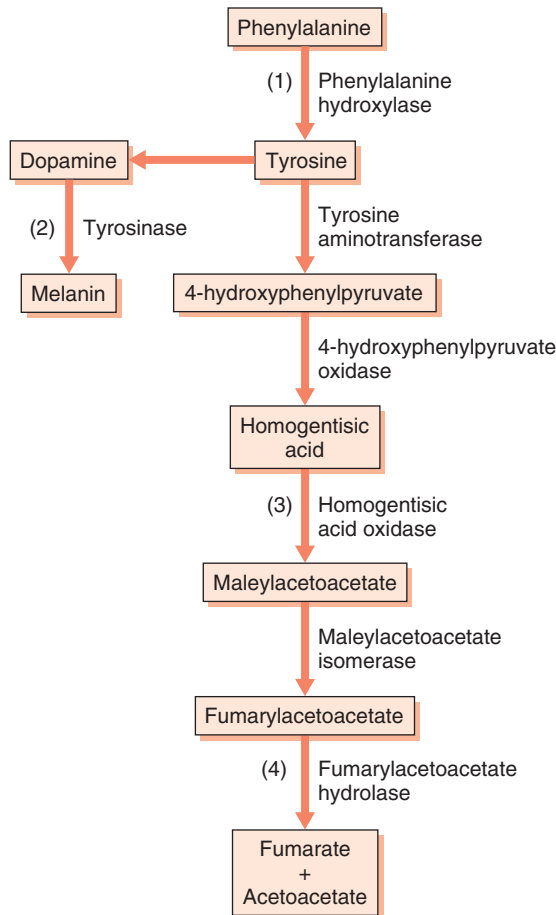 Phenylalanine
(1) Phenylalanine
hydroxylase
Dopamine
Tyrosine
(2) Tyrosinase
Tyrosine
aminotransferase
Melanin
4-hydroxyphenylpyruvate
4-hydroxyphenylpyruvate
oxidase
Homogentisic
acid
(3) Homogentisic
acid oxidase
Maleylacetoacetate
Maleylacetoacetate
isomerase
Fumarylacetoacetate
(4) Fumarylacetoacetate
hydrolase
Fumarate
+
Acetoacetate